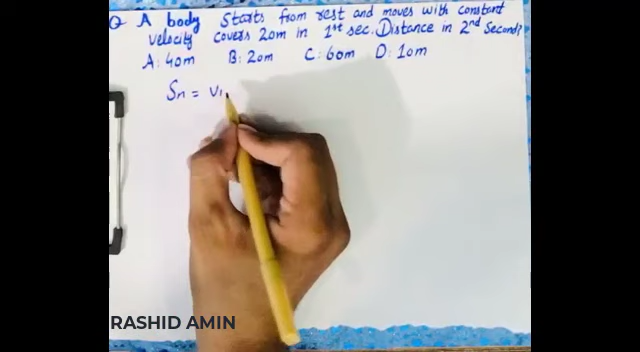 Q A body Starts from rest and moves with constant
velocity covers 20m in 1st sec. Distance in 2nd Second?
A: 40m B: 20m C: 60m D: 10m
Sn = vi
RASHID AMIN